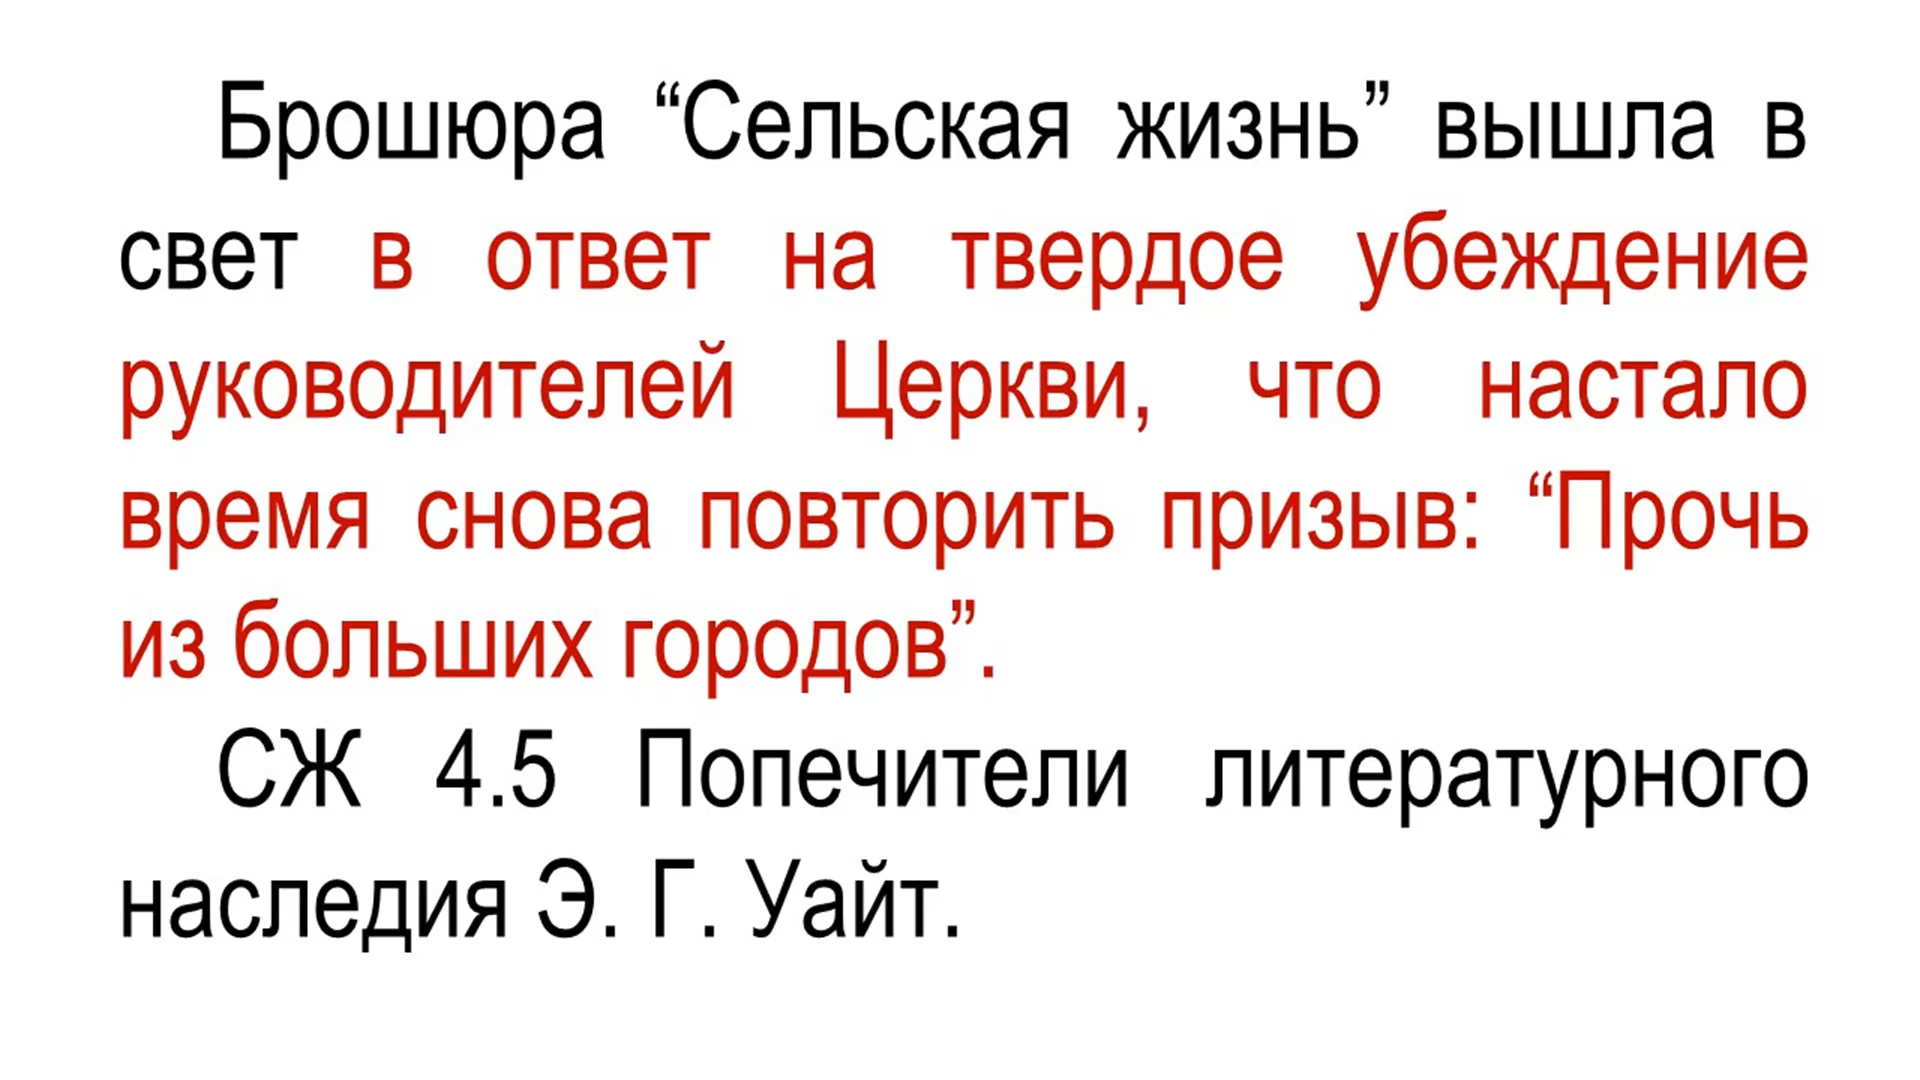 Брошюра “Сельская жизнь” вышла в
свет в ответ на твердое убеждение
руководителей Церкви, что настало
время снова повторить призыв: “Прочь
из больших городов”.
СЖ 4.5 Попечители литературного
наследия Э. Г. Уайт.